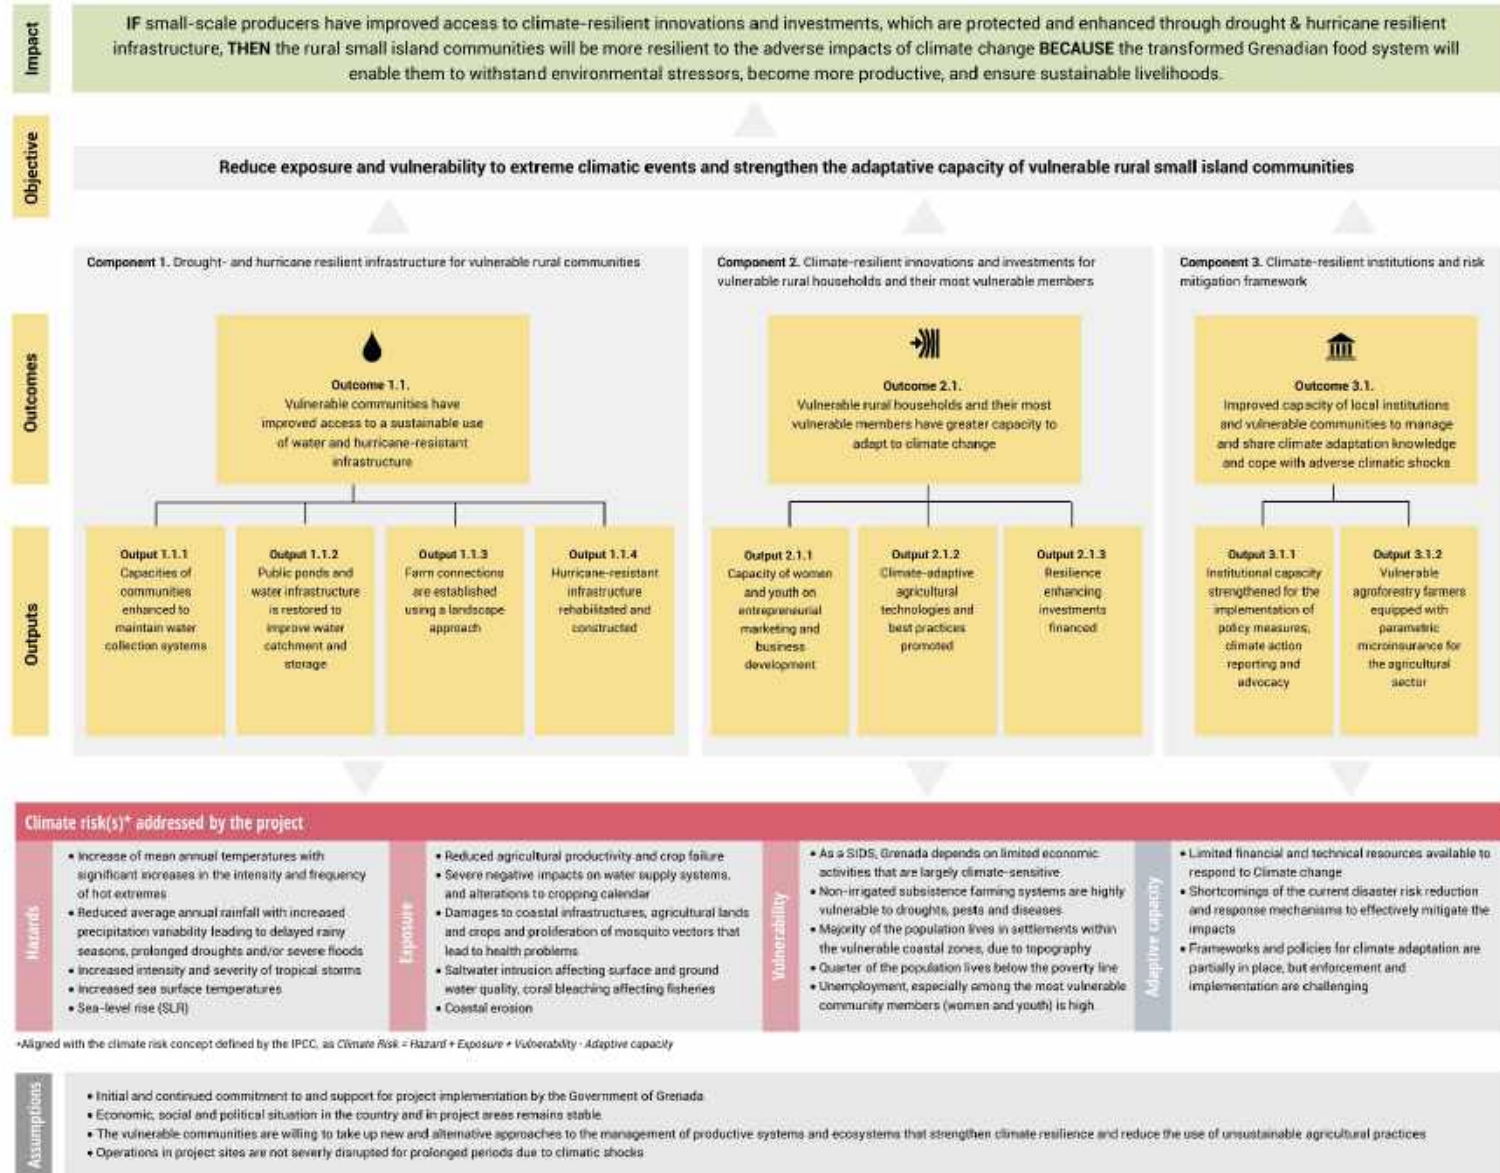 Impact
IF small-scale producers have improved access to climate-resilient innovations and investments, which are protected and enhanced through drought & hurricane resilient
infrastructure, THEN the rural small island communities will be more resilient to the adverse impacts of climate change BECAUSE the transformed Grenadian food system will
enable them to withstand environmental stressors, become more productive, and ensure sustainable livelihoods.
Objective
Reduce exposure and vulnerability to extreme climatic events and strengthen the adaptative capacity of vulnerable rural small island communities
Component 1. Drought- and hurricane resilient infrastructure for vulnerable rural communities
Component 2. Climate-resilient innovations and investments for
vulnerable rural households and their most vulnerable members
Component 3. Climate-resilient institutions and risk
mitigation framework
Outcomes
Outcome 1.1.
Vulnerable communities have
improved access to a sustainable use
of water and hurricane-resistant
infrastructure
Outcome 2.1.
Vulnerable rural households and their most
vulnerable members have greater capacity to
adapt to climate change
Outcome 3.1.
Improved capacity of local institutions
and vulnerable communities to manage
and share climate adaptation knowledge
and cope with adverse climatic shocks
Outputs
Output 1.1.1
Capacities of
communities
enhanced to
maintain water
collection systems
Output 1.1.2
Public ponds and
water infrastructure
is restored to
improve water
catchment and
storage
Output 1.1.3
Farm connections
are established
using a landscape
approach
Output 1.1.4
Hurricane-resistant
infrastructure
rehabilitated and
constructed
Output 2.1.1
Capacity of women
and youth on
entrepreneurial
marketing and
business
development
Output 2.1.2
Climate-adaptive
agricultural
technologies and
best practices
promoted
Output 2.1.3
Resilience
enhancing
investments
financed
Output 3.1.1
Institutional capacity
strengthened for the
implementation of
policy measures,
climate action
reporting and
advocacy
Output 3.1.2
Vulnerable
agroforestry farmers
equipped with
parametric
microinsurance for
the agricultural
sector
Climate risk(s)* addressed by the project
Hazards
• Increase of mean annual temperatures with
significant increases in the intensity and frequency
of hot extremes
• Reduced average annual rainfall with increased
precipitation variability leading to delayed rainy
seasons, prolonged droughts and/or severe floods
• Increased intensity and severity of tropical storms
• Increased sea surface temperatures
• Sea-level rise (SLR)
Exposure
• Reduced agricultural productivity and crop failure
• Severe negative impacts on water supply systems,
and alterations to cropping calendar
• Damages to coastal infrastructures, agricultural lands
and crops and proliferation of mosquito vectors that
lead to health problems
• Saltwater intrusion affecting surface and ground
water quality, coral bleaching affecting fisheries
• Coastal erosion
Vulnerability
• As a SIDS, Grenada depends on limited economic
activities that are largely climate-sensitive
• Non-irrigated subsistence farming systems are highly
vulnerable to droughts, pests and diseases
• Majority of the population lives in settlements within
the vulnerable coastal zones, due to topography
• Quarter of the population lives below the poverty line
• Unemployment, especially among the most vulnerable
community members (women and youth) is high
Adaptive capacity
• Limited financial and technical resources available to
respond to Climate change
• Shortcomings of the current disaster risk reduction
and response mechanisms to effectively mitigate the
impacts
• Frameworks and policies for climate adaptation are
partially in place, but enforcement and
implementation are challenging
*Aligned with the climate risk concept defined by the IPCC, as Climate Risk = Hazard + Exposure + Vulnerability - Adaptive capacity
Assumptions
• Initial and continued commitment to and support for project implementation by the Government of Grenada
• Economic, social and political situation in the country and in project areas remains stable
• The vulnerable communities are willing to take up new and alternative approaches to the management of productive systems and ecosystems that strengthen climate resilience and reduce the use of unsustainable agricultural practices
• Operations in project sites are not severly disrupted for prolonged periods due to climatic shocks